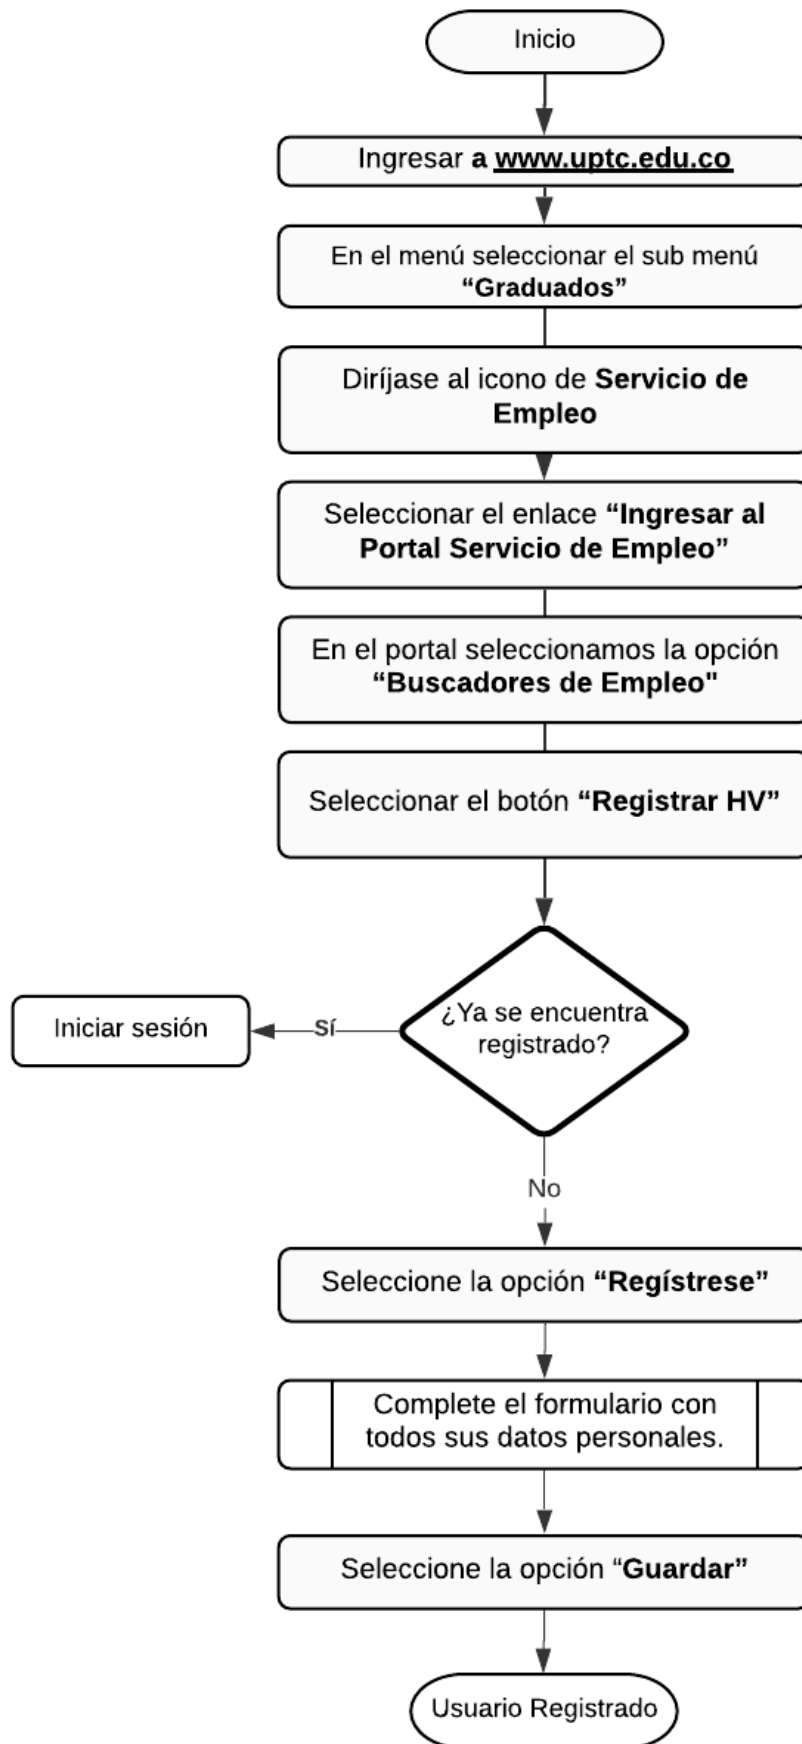 Inicio
Ingresar a www.uptc.edu.co
En el menú seleccionar el sub menú
“Graduados”
Diríjase al icono de Servicio de
Empleo
Seleccionar el enlace “Ingresar al
Portal Servicio de Empleo”
En el portal seleccionamos la opción
“Buscadores de Empleo"
Seleccionar el botón “Registrar HV”
¿Ya se encuentra
registrado?
Sí
Iniciar sesión
No
Seleccione la opción “Regístrese”
Complete el formulario con
todos sus datos personales.
Seleccione la opción “Guardar”
Usuario Registrado